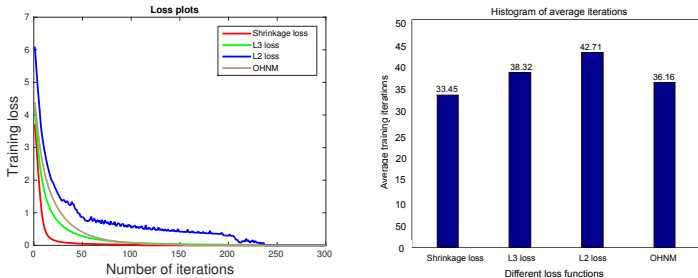 Loss plots
Training loss
7
6
5
4
3
2
1
0
Shrinkage loss
L3 loss
L2 loss
OHNM
0
50
100
150
200
250
300
Number of iterations
Histogram of average iterations
Average training iterations
50
45
40
35
30
25
20
15
10
50
0
33.45
38.32
42.71
36.16
Shrinkage loss
L3 loss
L2 loss
OHNM
Different loss functions